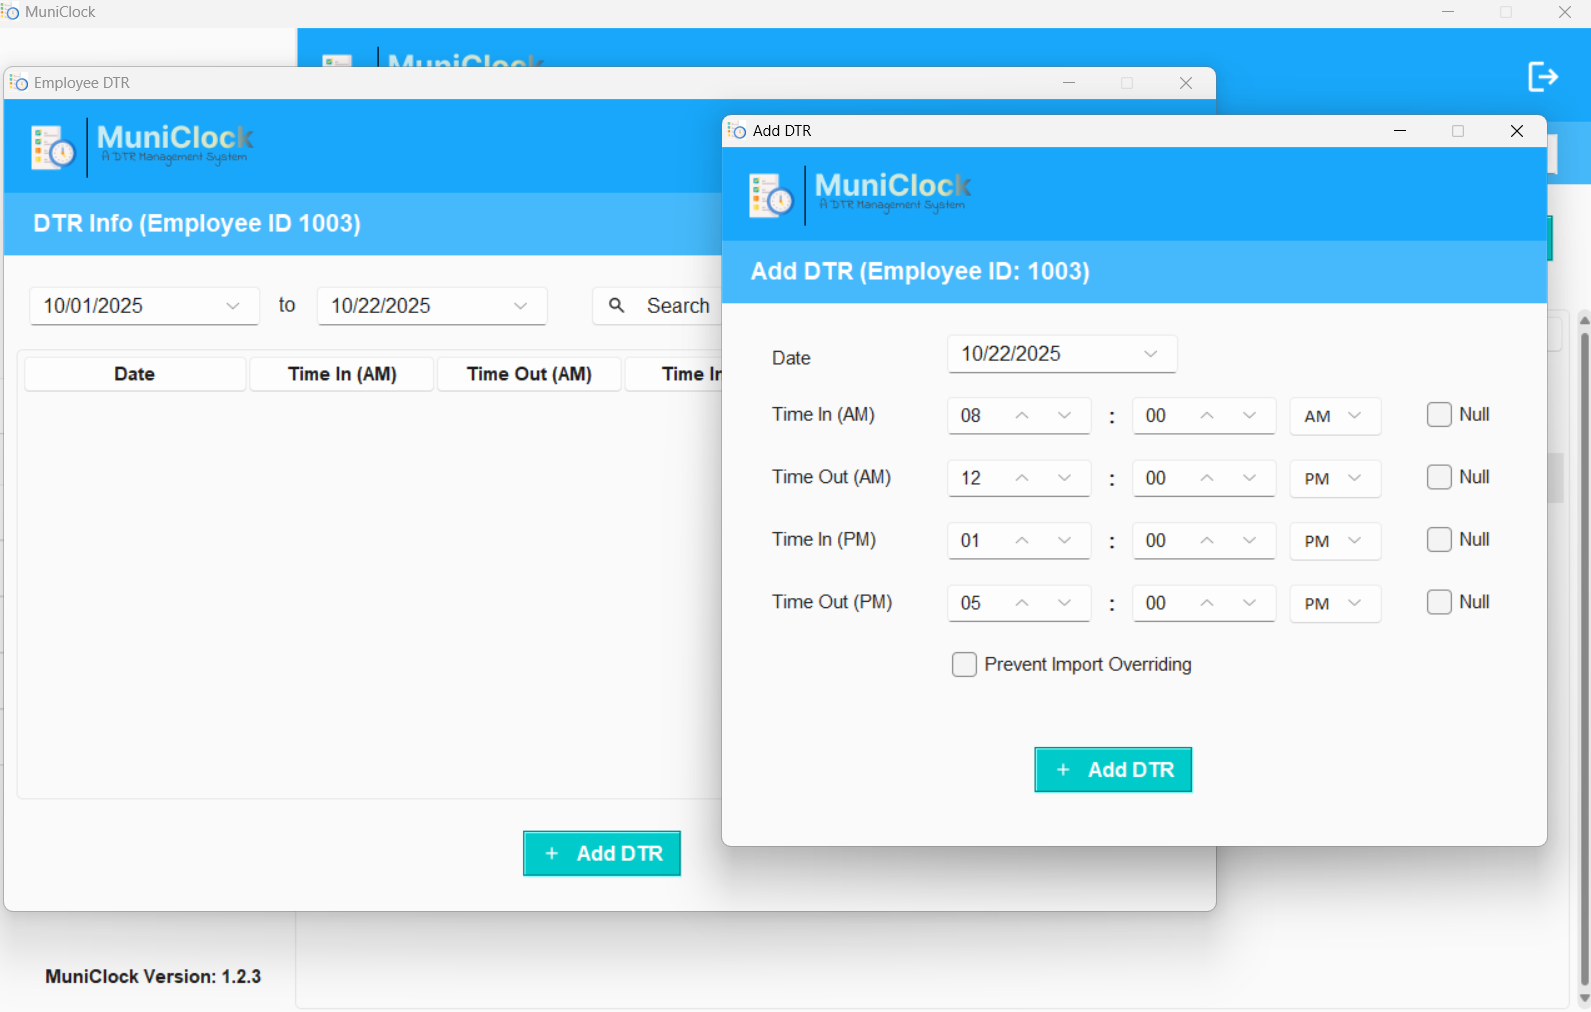 MuniClock
MuniClock
Employee DTR
MuniClock
A DTR Management System
DTR Info (Employee ID 1003)
10/01/2025 to 10/22/2025 Search
Date Time In (AM) Time Out (AM) Time In
+ Add DTR
MuniClock Version: 1.2.3
Add DTR
MuniClock
A DTR Management System
Add DTR (Employee ID: 1003)
Date 10/22/2025
Time In (AM) 08 : 00 AM Null
Time Out (AM) 12 : 00 PM Null
Time In (PM) 01 : 00 PM Null
Time Out (PM) 05 : 00 PM Null
Prevent Import Overriding
+ Add DTR